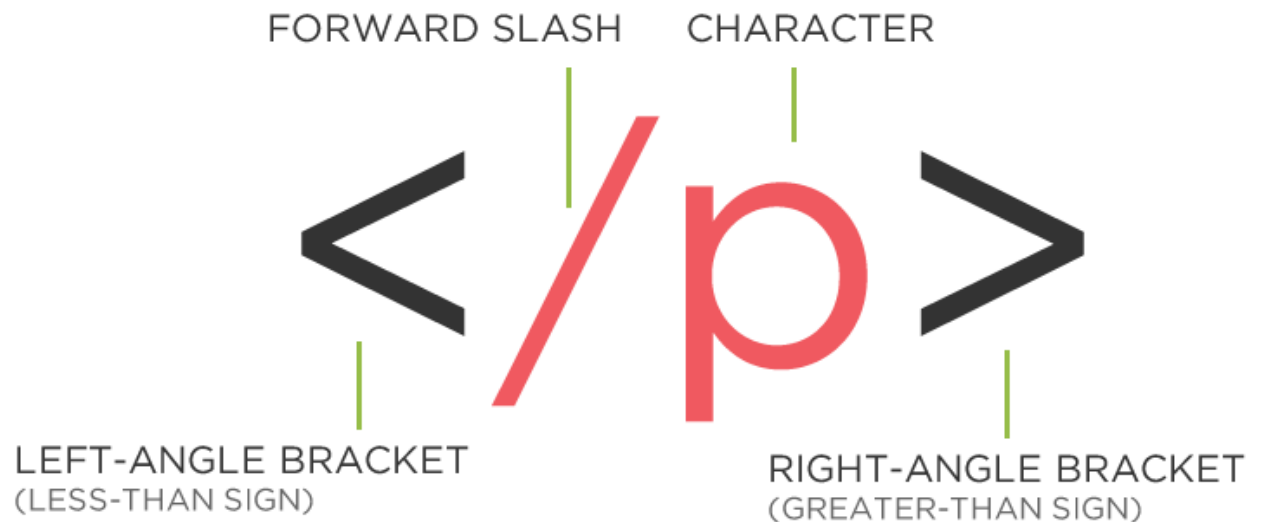 FORWARD SLASH CHARACTER
</p>
LEFT-ANGLE BRACKET
(LESS-THAN SIGN)
RIGHT-ANGLE BRACKET
(GREATER-THAN SIGN)